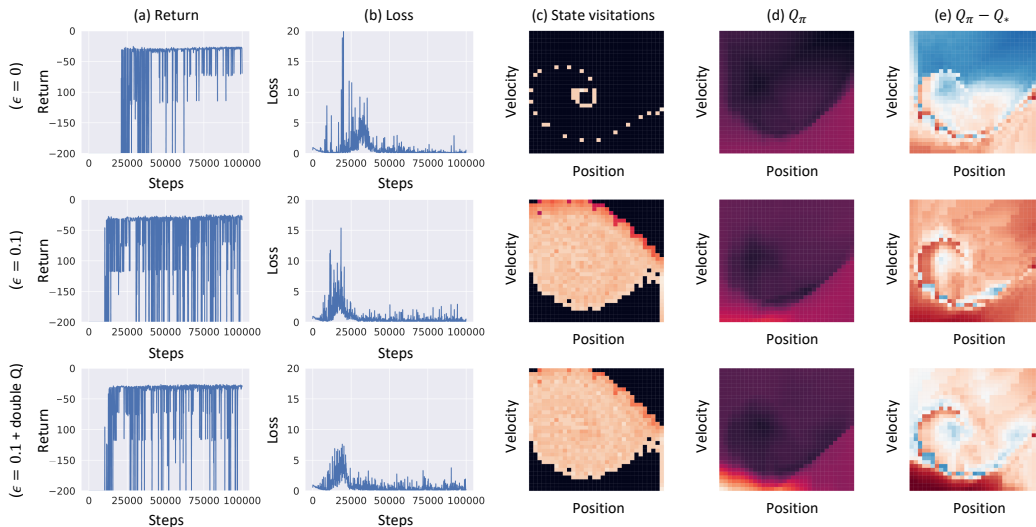 (a) Return
(b) Loss
(c) State visitations
(d) Q_π
(e) Q_π − Q_*
(ϵ = 0)
Return
0
−50
−100
−150
−200
0 25000 50000 75000 100000
Steps
Loss
20
15
10
5
0
0 25000 50000 75000 100000
Steps
Velocity
Position
Velocity
Position
Velocity
Position
(ϵ = 0.1)
Return
0
−50
−100
−150
−200
0 25000 50000 75000 100000
Steps
Loss
20
15
10
5
0
0 25000 50000 75000 100000
Steps
Velocity
Position
Velocity
Position
Velocity
Position
(ϵ = 0.1 + double Q)
Return
0
−50
−100
−150
−200
0 25000 50000 75000 100000
Steps
Loss
20
15
10
5
0
0 25000 50000 75000 100000
Steps
Velocity
Position
Velocity
Position
Velocity
Position